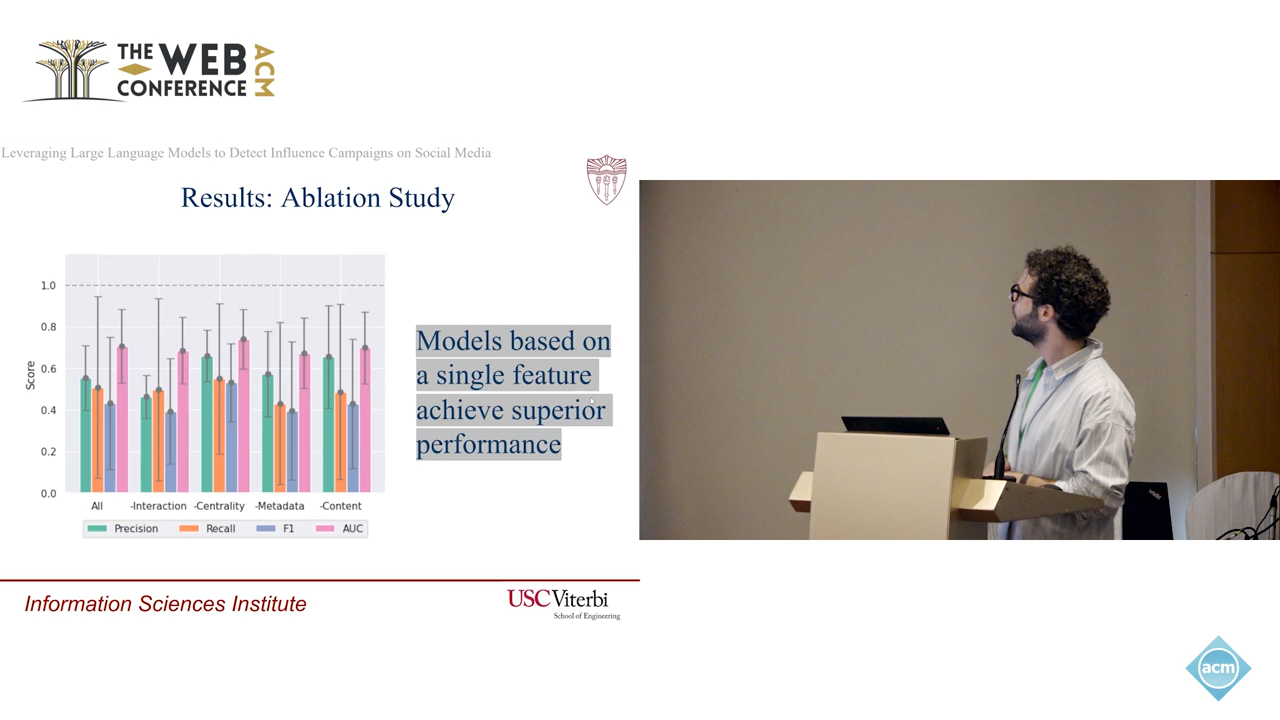 THE WEB
CONFERENCE
ACM
Leveraging Large Language Models to Detect Influence Campaigns on Social Media
Results: Ablation Study
1.0
0.8
0.6
0.4
0.2
0.0
Score
All
-Interaction
-Centrality
-Metadata
-Content
Precision
Recall
F1
AUC
Models based on
a single feature
achieve superior
performance
Information Sciences Institute
USC Viterbi
School of Engineering
acm